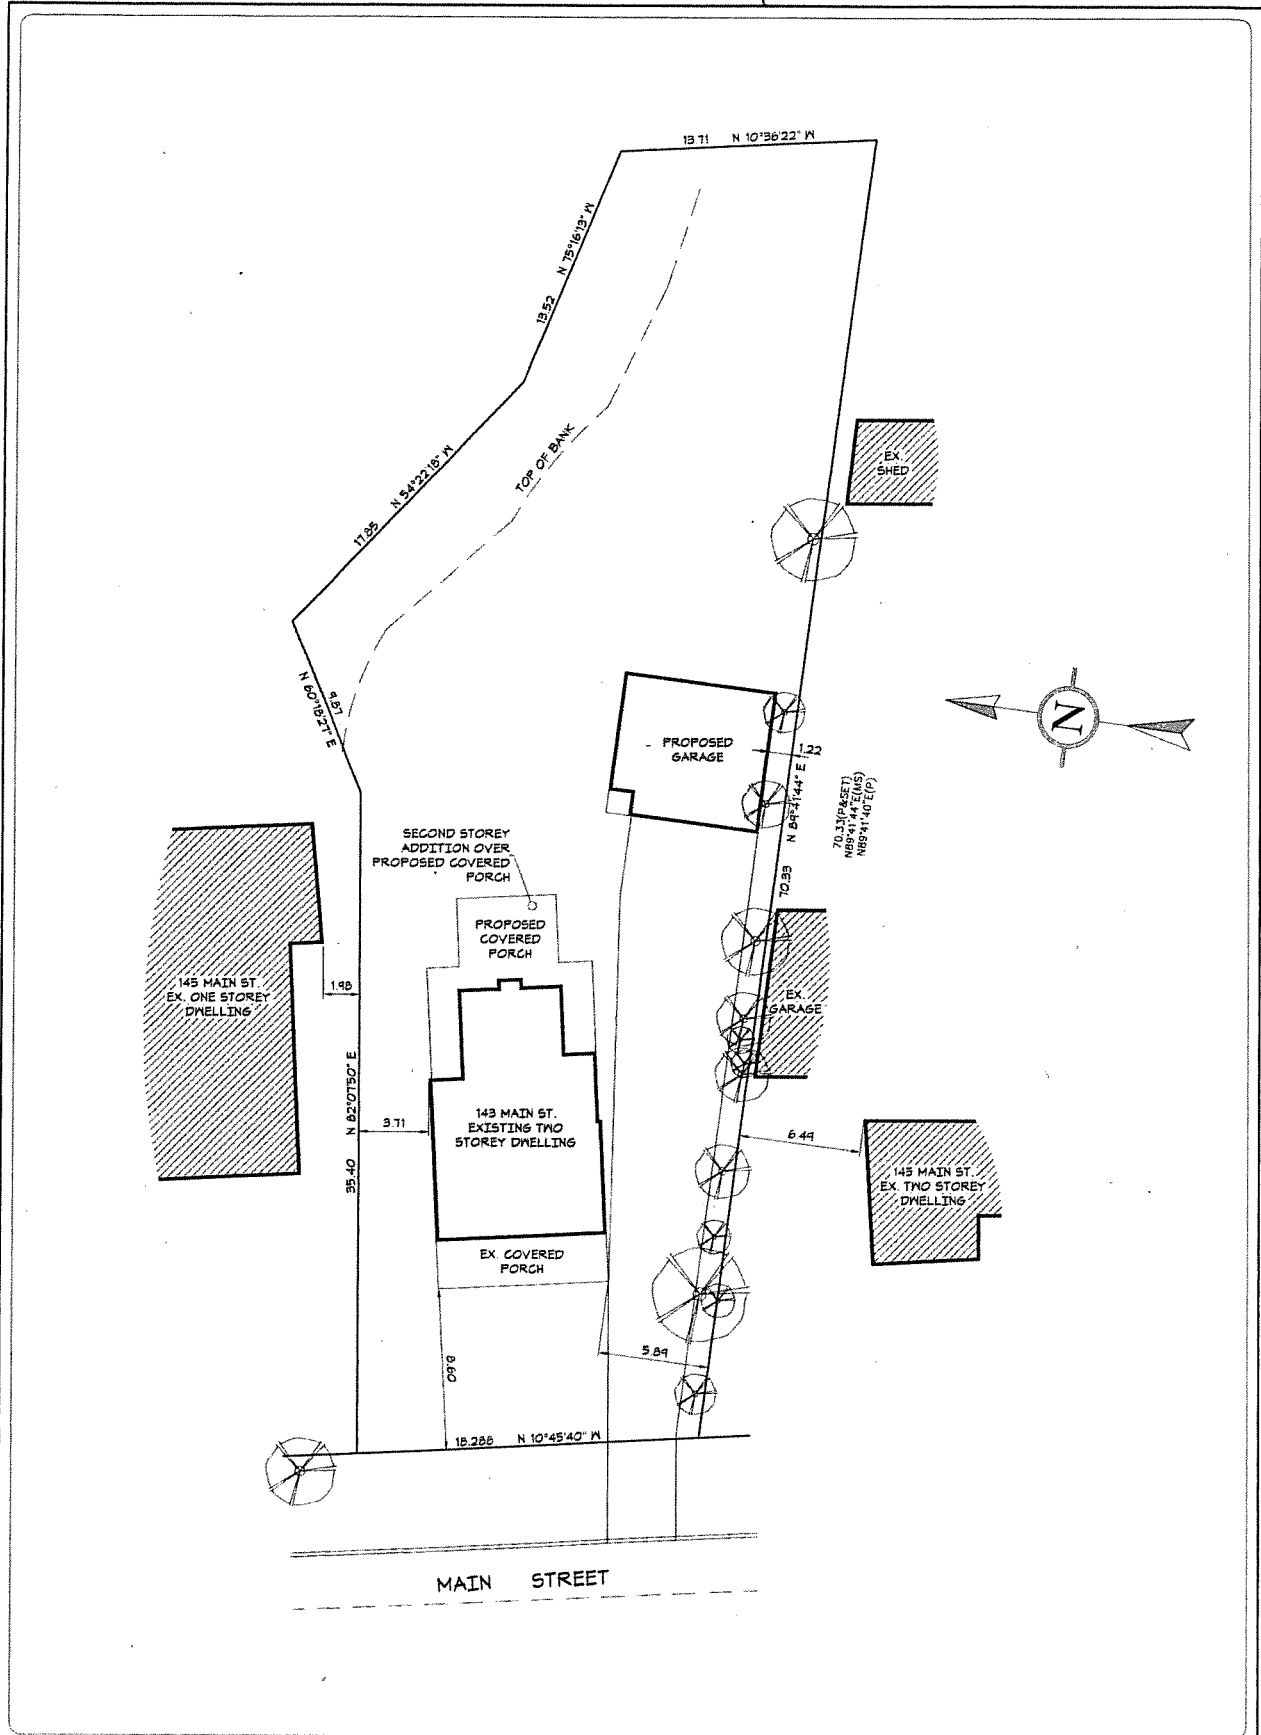 13.71 N 10°36'22" W
13.52 N 75°16'13" W
17.85 N 54°22'18" W
TOP OF BANK
EX.
SHED
9.87
N 60°18'27" E
PROPOSED
GARAGE
1.22
N
N 89°41'44" E
70.33
70.33(P&SET)
N89°41'44"E(MS)
N89°41'40"E(P)
SECOND STOREY
ADDITION OVER
PROPOSED COVERED
PORCH
PROPOSED
COVERED
PORCH
145 MAIN ST.
EX. ONE STOREY
DWELLING
1.98
EX.
GARAGE
35.40 N 82°07'50" E
3.71
143 MAIN ST.
EXISTING TWO
STOREY DWELLING
6.49
145 MAIN ST.
EX. TWO STOREY
DWELLING
EX. COVERED
PORCH
5.89
8.60
18.288 N 10°45'40" W
MAIN STREET